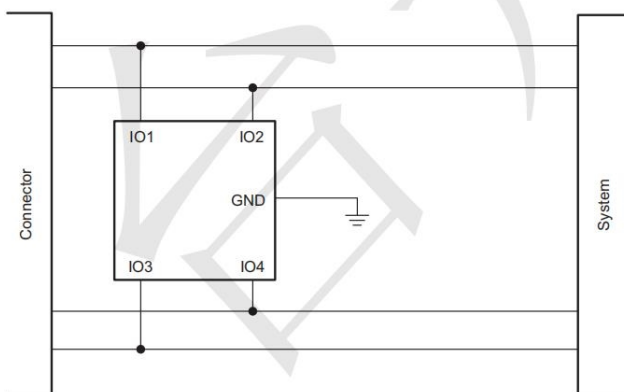 Connector
IO1
IO2
GND
IO3
IO4
System